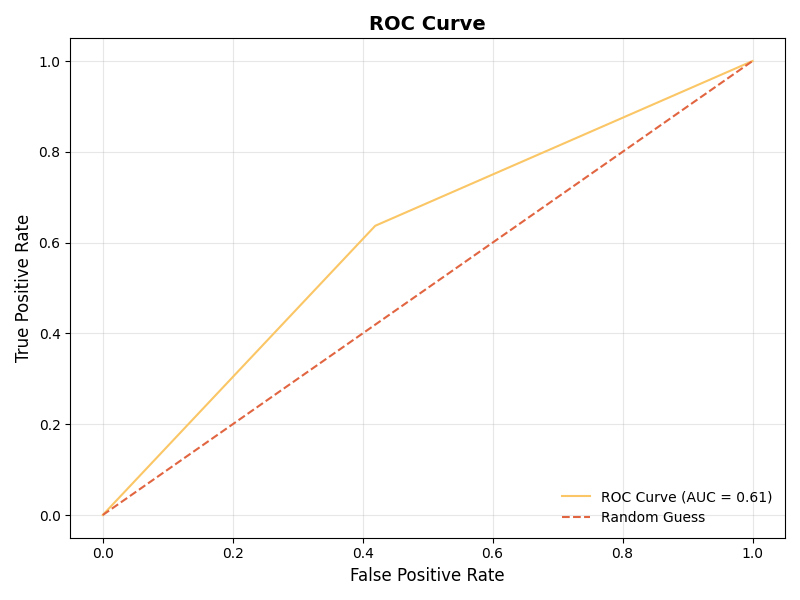 ROC Curve
1.0
0.8
0.6
0.4
0.2
0.0
True Positive Rate
ROC Curve (AUC = 0.61)
Random Guess
0.0 0.2 0.4 0.6 0.8 1.0
False Positive Rate